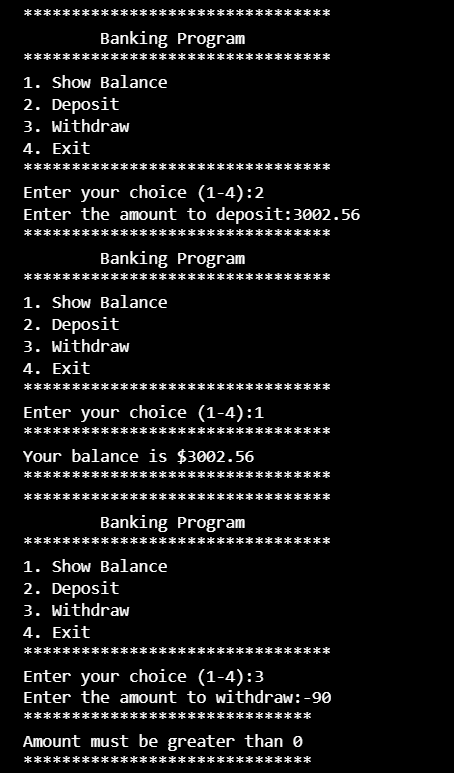 ********************************
        Banking Program
********************************
1. Show Balance
2. Deposit
3. Withdraw
4. Exit
********************************
Enter your choice (1-4):2
Enter the amount to deposit:3002.56
********************************
        Banking Program
********************************
1. Show Balance
2. Deposit
3. Withdraw
4. Exit
********************************
Enter your choice (1-4):1
********************************
Your balance is $3002.56
********************************
********************************
        Banking Program
********************************
1. Show Balance
2. Deposit
3. Withdraw
4. Exit
********************************
Enter your choice (1-4):3
Enter the amount to withdraw:-90
******************************
Amount must be greater than 0
******************************